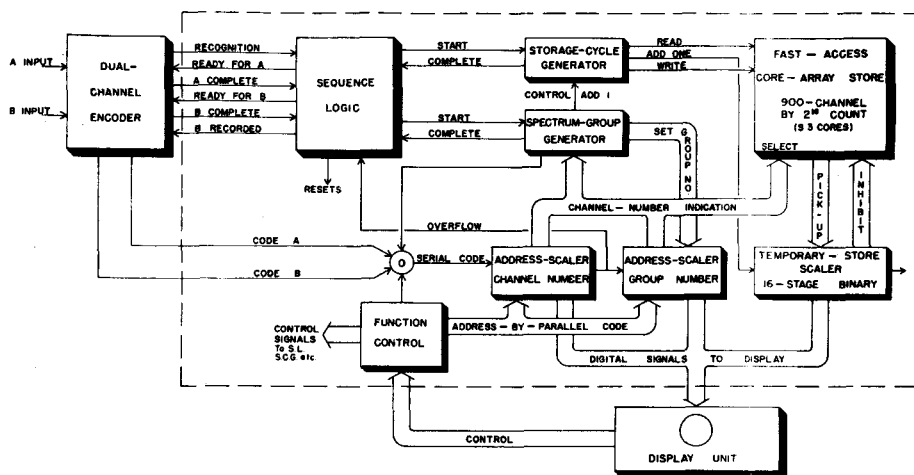 A INPUT
B INPUT
DUAL-
CHANNEL
ENCODER
RECOGNITION
READY FOR A
A COMPLETE
READY FOR B
B COMPLETE
B RECORDED
SEQUENCE
LOGIC
RESETS
START
COMPLETE
START
COMPLETE
STORAGE-CYCLE
GENERATOR
CONTROL ADD 1
SPECTRUM-GROUP
GENERATOR
READ
ADD ONE
WRITE
SET GROUP NO.
FAST-ACCESS
CORE-ARRAY STORE
900-CHANNEL
BY 2¹⁶ COUNT
(S 3 CORES)
SELECT
PICK-UP
INHIBIT
CHANNEL-NUMBER INDICATION
OVERFLOW
CODE A
CODE B
O
SERIAL CODE
ADDRESS-SCALER
CHANNEL NUMBER
ADDRESS-SCALER
GROUP NUMBER
TEMPORARY-STORE
SCALER
16-STAGE BINARY
CONTROL
SIGNALS
To S.L.
S.C.G. etc.
FUNCTION
CONTROL
ADDRESS-BY-PARALLEL CODE
DIGITAL SIGNALS TO DISPLAY
CONTROL
DISPLAY UNIT